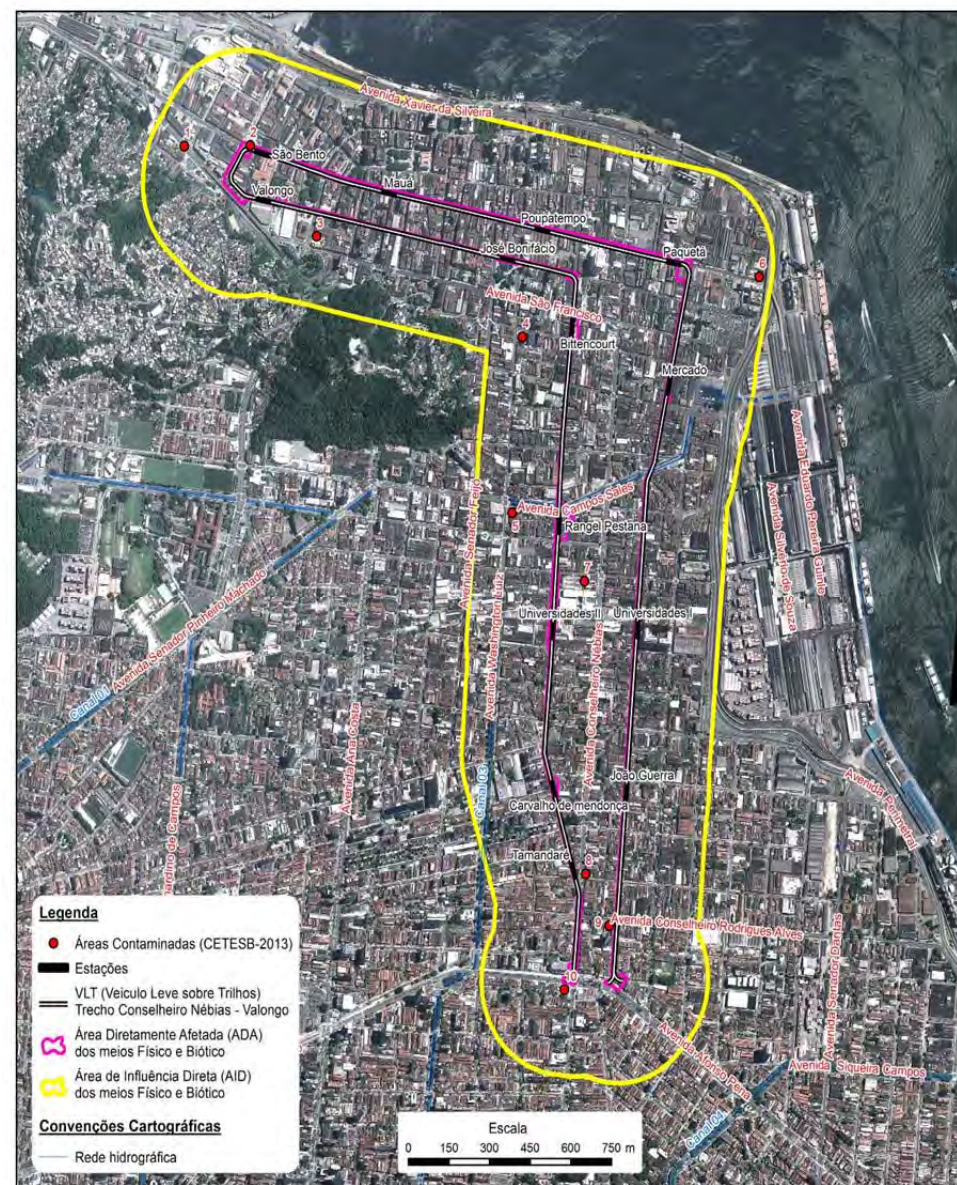 Avenida Xavier da Silveira
1
2
São Bento
Valongo
Mauá
3
Poupatempo
José Bonifácio
Paquetá
6
Avenida São Francisco
4
Bittencourt
Mercado
Avenida Eduardo Pereira Guinle
Avenida Silvério de Souza
Avenida Senador Feijó
Avenida Campos Sales
5
Rangel Pestana
7
Avenida Senador Pinheiro Machado
Canal 01
Universidades II
Universidades I
Avenida Washington Luiz
Avenida Conselheiro Nébias
Avenida Ana Costa
Canal 03
João Guerra
Carvalho de mendonça
Avenida Portuária
Tamandaré
8
9
Avenida Conselheiro Rodrigues Alves
10
Avenida Senador Dantas
Avenida Afonso Pena
Avenida Siqueira Campos
Canal 04
Legenda
Áreas Contaminadas (CETESB-2013)
Estações
VLT (Veiculo Leve sobre Trilhos)
Trecho Conselheiro Nébias - Valongo
Área Diretamente Afetada (ADA)
dos meios Físico e Biótico
Área de Influência Direta (AID)
dos meios Físico e Biótico
Convenções Cartográficas
Rede hidrográfica
Escala
0 150 300 450 600 750 m